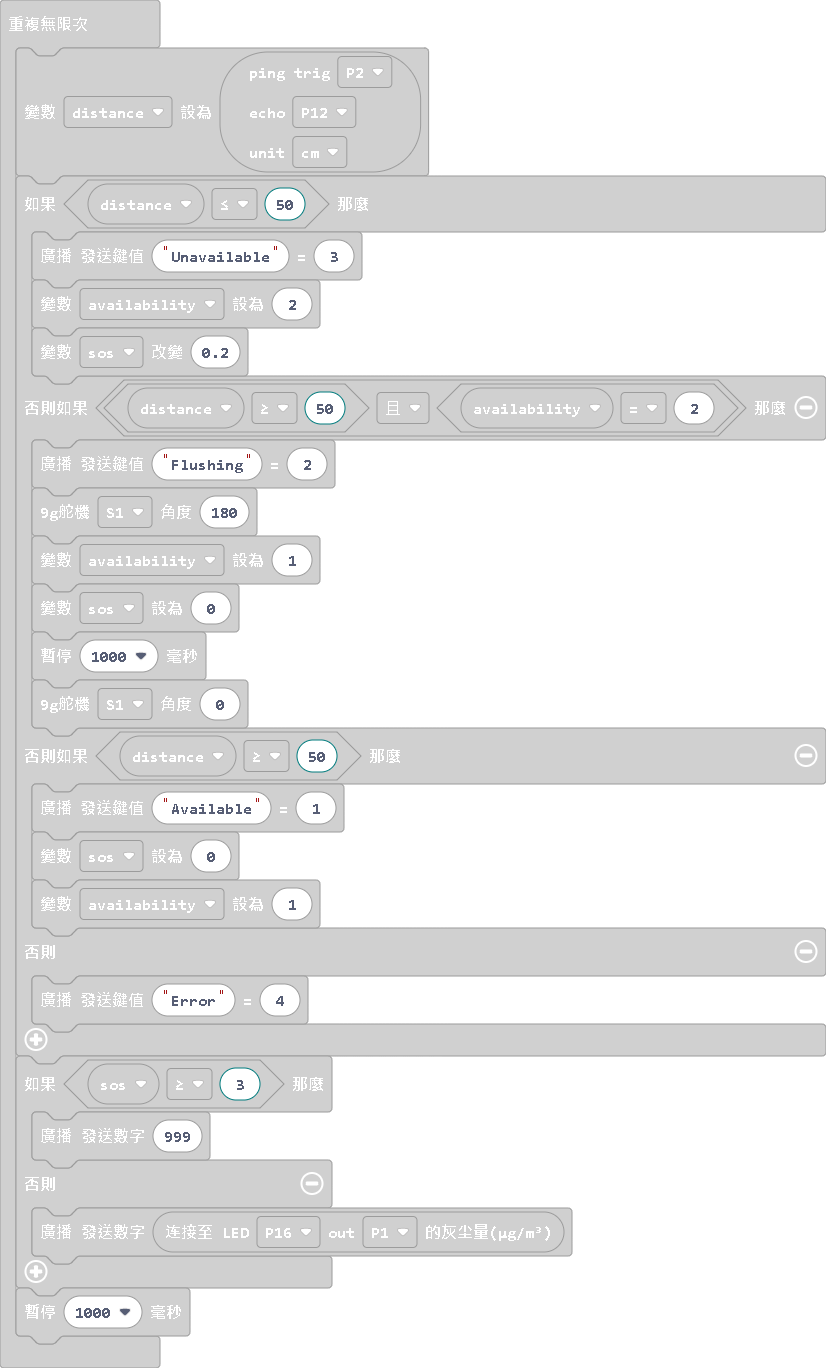 重複無限次
變數 distance 設為 ping trig P2
echo P12
unit cm
如果 distance ≤ 50 那麼
廣播 發送鍵值 "Unavailable" = 3
變數 availability 設為 2
變數 sos 改變 0.2
否則如果 distance ≥ 50 且 availability = 2 那麼
廣播 發送鍵值 "Flushing" = 2
9g舵機 S1 角度 180
變數 availability 設為 1
變數 sos 設為 0
暫停 1000 毫秒
9g舵機 S1 角度 0
否則如果 distance ≥ 50 那麼
廣播 發送鍵值 "Available" = 1
變數 sos 設為 0
變數 availability 設為 1
否則
廣播 發送鍵值 "Error" = 4
如果 sos ≥ 3 那麼
廣播 發送數字 999
否則
廣播 發送數字 连接至 LED P16 out P1 的灰尘量(μg/m³)
暫停 1000 毫秒